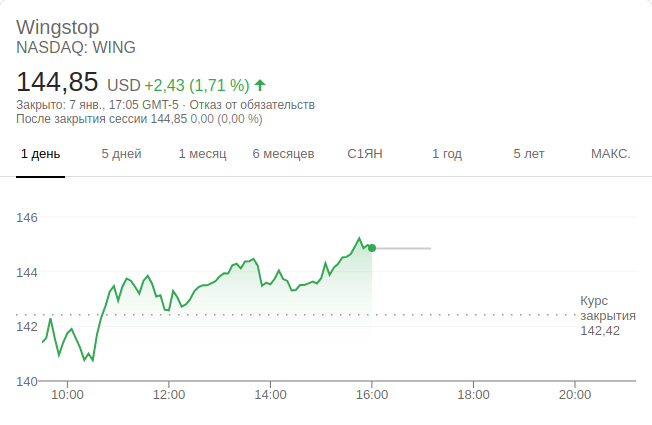 Wingstop
NASDAQ: WING
144,85 USD +2,43 (1,71 %)
Закрыто: 7 янв., 17:05 GMT-5 · Отказ от обязательств
После закрытия сессии 144,85 0,00 (0,00 %)
1 день 5 дней 1 месяц 6 месяцев С1ЯН 1 год 5 лет МАКС.
146
144
Курс
закрытия
142,42
142
140
10:00 12:00 14:00 16:00 18:00 20:00